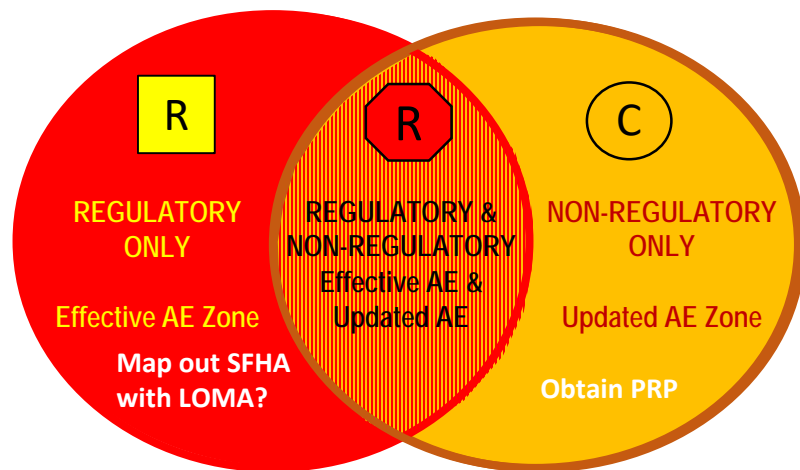 R
REGULATORY
ONLY
Effective AE Zone
Map out SFHA
with LOMA?
R
REGULATORY &
NON-REGULATORY
Effective AE &
Updated AE
C
NON-REGULATORY
ONLY
Updated AE Zone
Obtain PRP